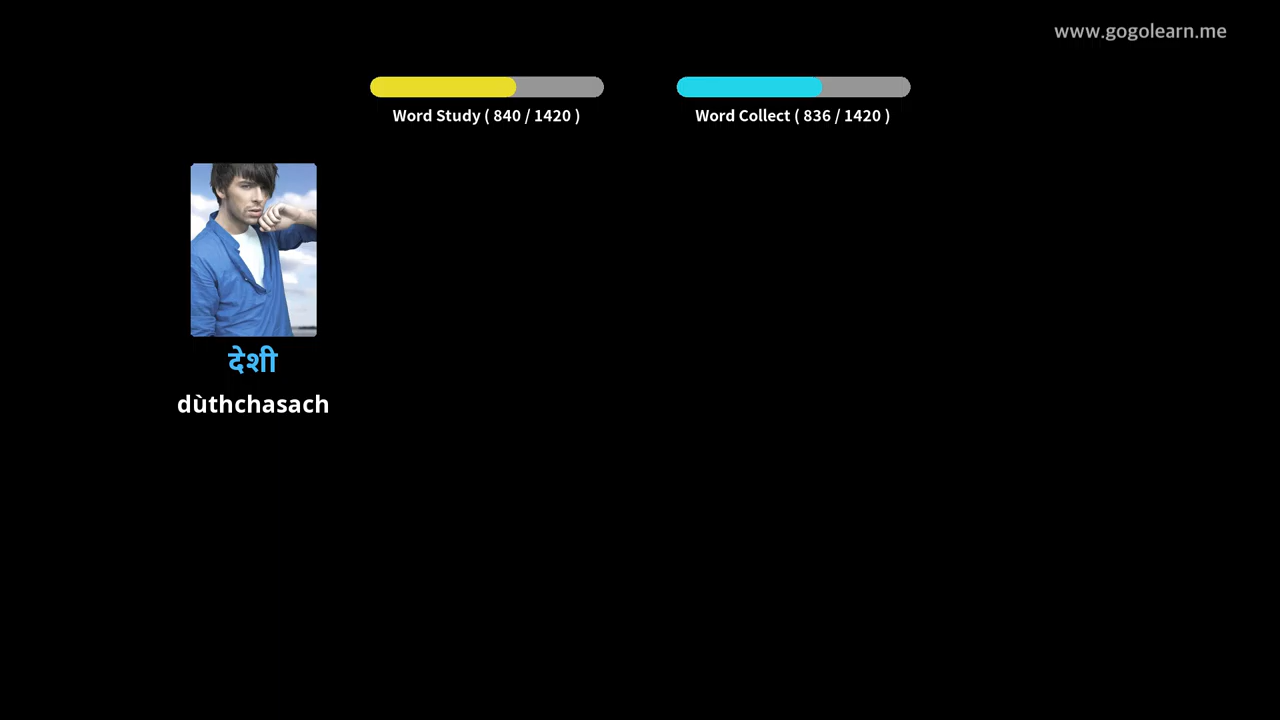 www.gogolearn.me
Word Study ( 840 / 1420 )
Word Collect ( 836 / 1420 )
देशी
dùthchasach